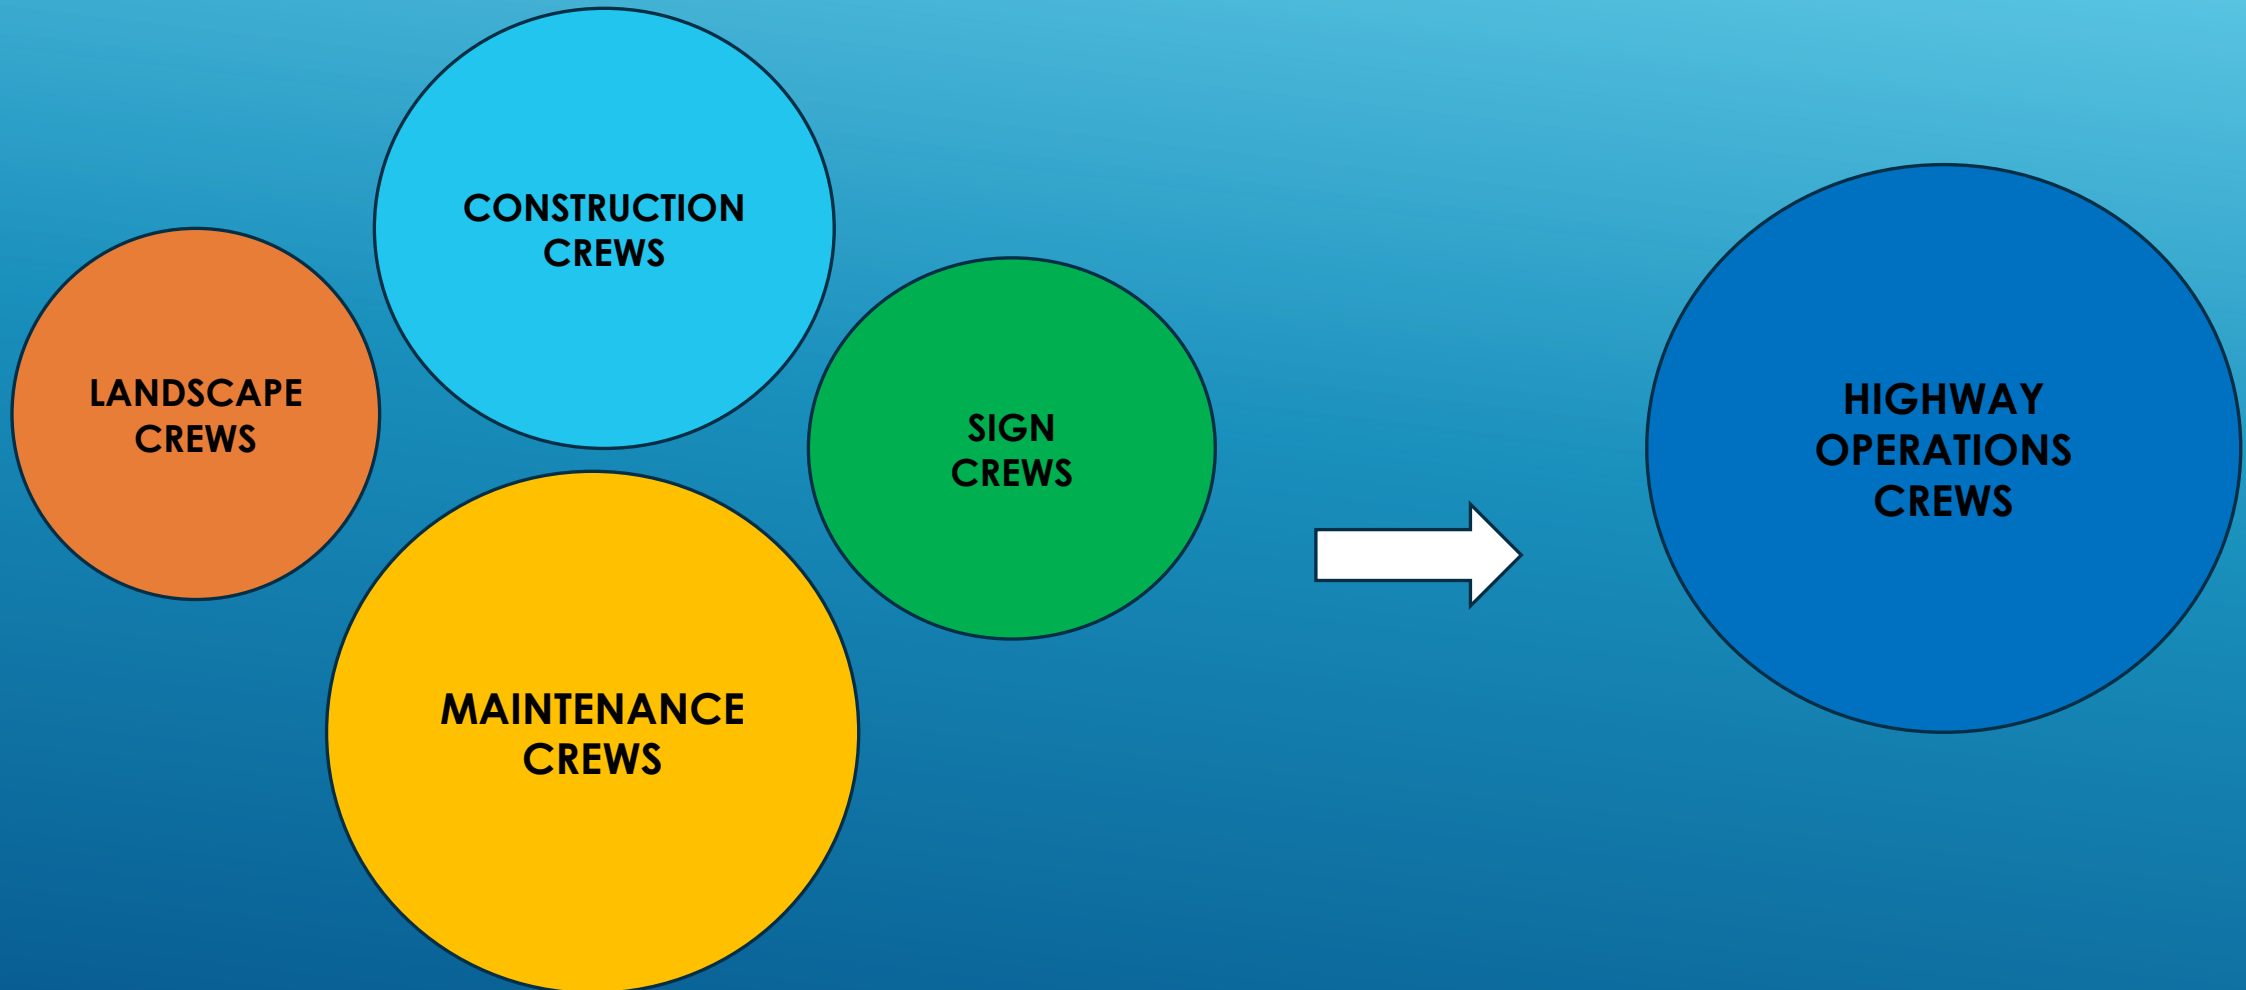 CONSTRUCTION
CREWS
LANDSCAPE
CREWS
SIGN
CREWS
MAINTENANCE
CREWS
HIGHWAY
OPERATIONS
CREWS